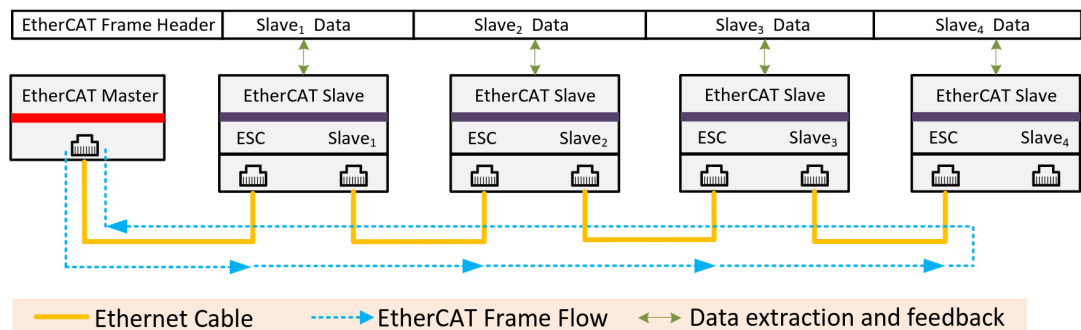 EtherCAT Frame Header Slave₁ Data Slave₂ Data Slave₃ Data Slave₄ Data
EtherCAT Master EtherCAT Slave EtherCAT Slave EtherCAT Slave EtherCAT Slave
ESC Slave₁ ESC Slave₂ ESC Slave₃ ESC Slave₄
Ethernet Cable EtherCAT Frame Flow Data extraction and feedback